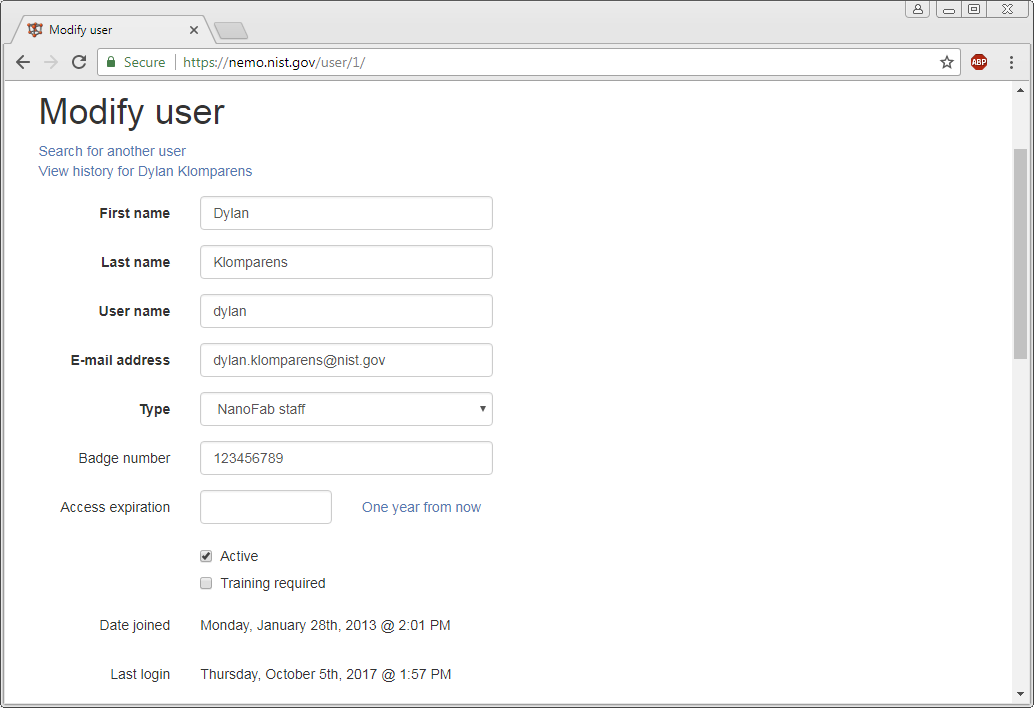 Modify user
Secure https://nemo.nist.gov/user/1/
ABP
Modify user
Search for another user
View history for Dylan Klomparens
First name Dylan
Last name Klomparens
User name dylan
E-mail address dylan.klomparens@nist.gov
Type NanoFab staff
Badge number 123456789
Access expiration One year from now
Active
Training required
Date joined Monday, January 28th, 2013 @ 2:01 PM
Last login Thursday, October 5th, 2017 @ 1:57 PM